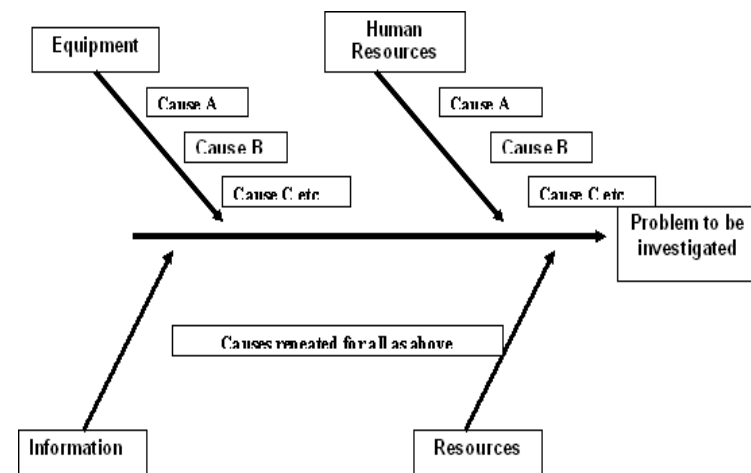 Equipment
Human
Resources
Cause A
Cause B
Cause C etc
Cause A
Cause B
Cause C etc
Problem to be
investigated
Causes repeated for all as above
Information
Resources